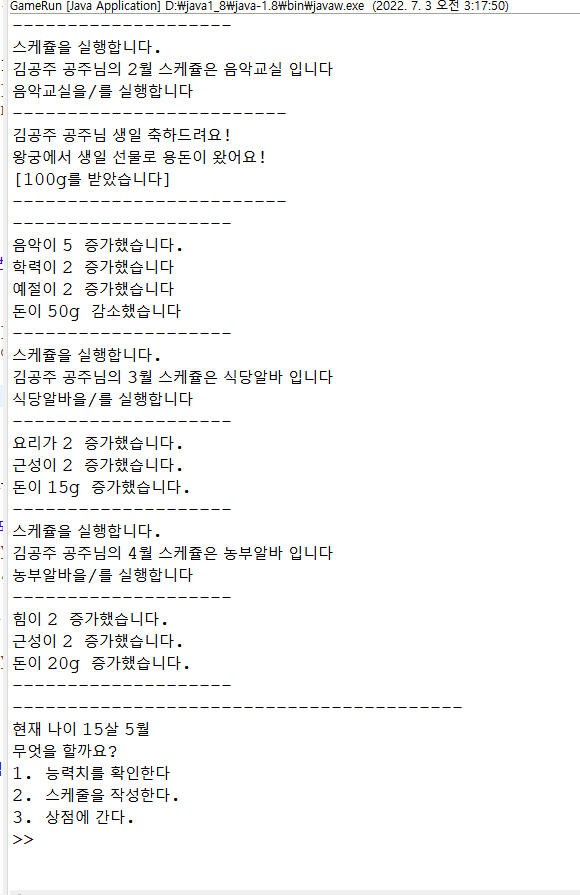 GameRun [Java Application] D:₩java1_8₩java-1.8₩bin₩javaw.exe (2022. 7. 3 오전 3:17:50)
--------------------
스케쥴을 실행합니다.
김공주 공주님의 2월 스케쥴은 음악교실 입니다
음악교실을/를 실행합니다
-------------------------
김공주 공주님 생일 축하드려요!
왕궁에서 생일 선물로 용돈이 왔어요!
[100g를 받았습니다]
-------------------------
--------------------
음악이 5 증가했습니다.
학력이 2 증가했습니다
예절이 2 증가했습니다
돈이 50g 감소했습니다
--------------------
스케쥴을 실행합니다.
김공주 공주님의 3월 스케쥴은 식당알바 입니다
식당알바을/를 실행합니다
--------------------
요리가 2 증가했습니다.
근성이 2 증가했습니다.
돈이 15g 증가했습니다.
--------------------
스케쥴을 실행합니다.
김공주 공주님의 4월 스케쥴은 농부알바 입니다
농부알바을/를 실행합니다
--------------------
힘이 2 증가했습니다.
근성이 2 증가했습니다.
돈이 20g 증가했습니다.
--------------------
-----------------------------------------
현재 나이 15살 5월
무엇을 할까요?
1. 능력치를 확인한다
2. 스케줄을 작성한다.
3. 상점에 간다.
>>